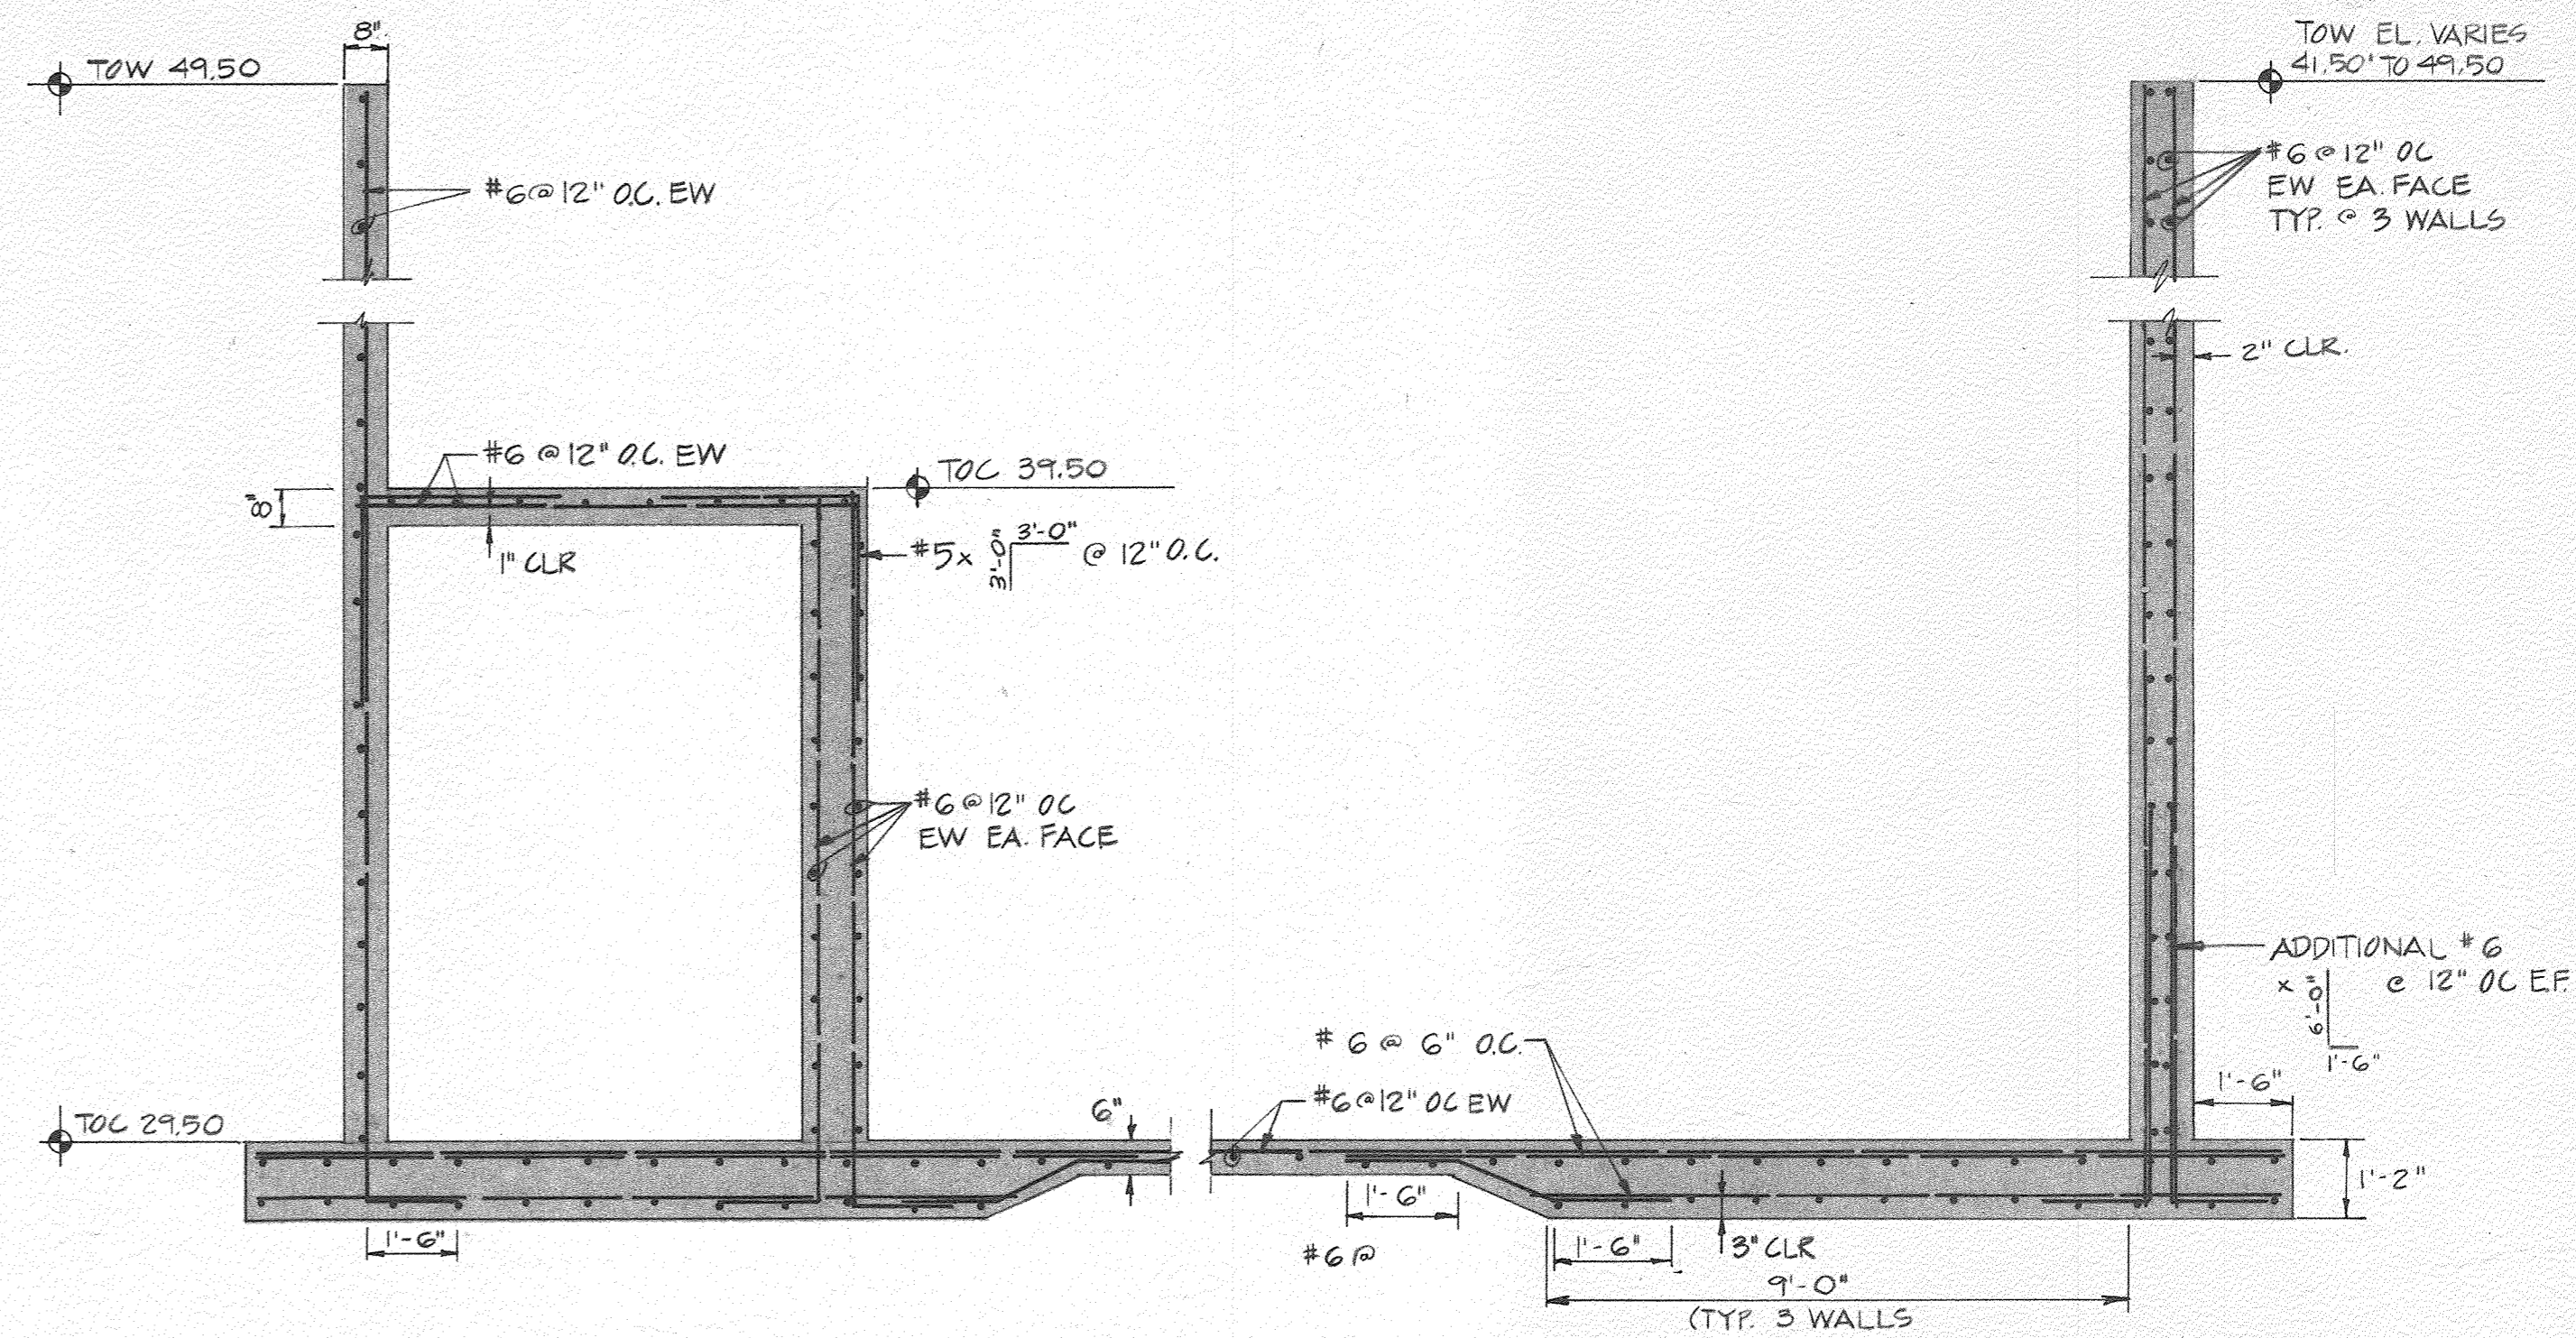 8"
TOW 49.50
TOW EL. VARIES
41.50' TO 49.50
#6 @ 12" O.C. EW
#6 @ 12" OC
EW EA. FACE
TYP. @ 3 WALLS
2" CLR.
#6 @ 12" O.C. EW
TOC 39.50
8"
1" CLR
#5 x 3'-0" 3'-0" @ 12" O.C.
#6 @ 12" OC
EW EA. FACE
ADDITIONAL #6
x 6'-0" @ 12" OC E.F.
1'-6"
#6 @ 6" O.C.
#6 @ 12" OC EW
1'-6"
6"
TOC 29.50
1'-2"
1'-6"
1'-6"
#6 @
1'-6"
3" CLR
9'-0"
(TYP. 3 WALLS